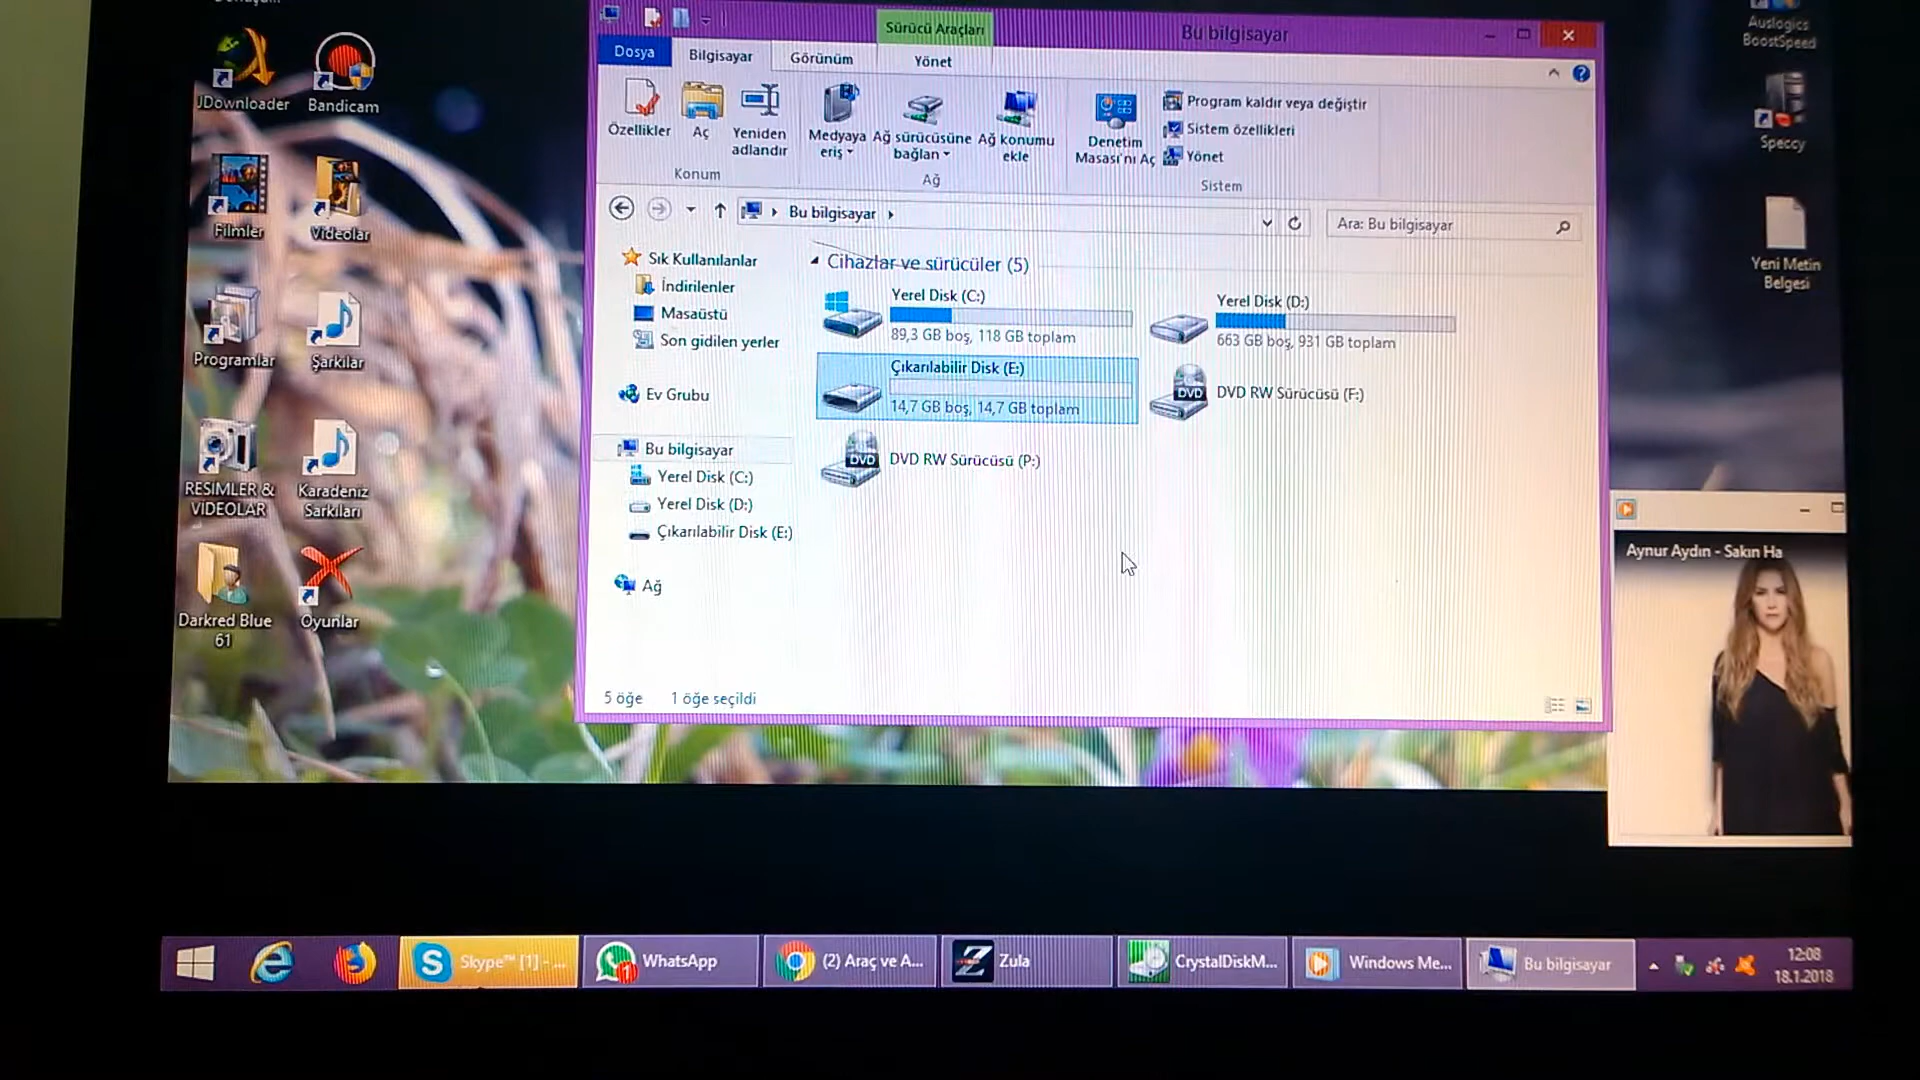 JDownloader
Bandicam
Filmler
Videolar
Programlar
Şarkılar
RESIMLER &
VIDEOLAR
Karadeniz
Sarkıları
Darkred Blue
61
Oyunlar
Sürücü Araçları
Bu bilgisayar
Dosya
Bilgisayar
Görünüm
Yönet
Özellikler
Aç
Yeniden
adlandır
Medyaya
eriş
Ağ sürücüsüne
bağlan
Ağ konumu
ekle
Denetim
Masası'nı Aç
Program kaldır veya değiştir
Sistem özellikleri
Yönet
Konum
Ağ
Sistem
Bu bilgisayar
Ara: Bu bilgisayar
Sık Kullanılanlar
İndirilenler
Masaüstü
Son gidilen yerler
Ev Grubu
Bu bilgisayar
Yerel Disk (C:)
Yerel Disk (D:)
Çıkarılabilir Disk (E:)
Ağ
Cihazlar ve sürücüler (5)
Yerel Disk (C:)
89,3 GB boş, 118 GB toplam
Yerel Disk (D:)
663 GB boş, 931 GB toplam
Çıkarılabilir Disk (E:)
14,7 GB boş, 14,7 GB toplam
DVD
DVD RW Sürücüsü (F:)
DVD
DVD RW Sürücüsü (P:)
5 öğe
1 öğe seçildi
Auslogics
BoostSpeed
Speccy
Yeni Metin
Belgesi
Aynur Aydın - Sakın Ha
Skype™ [1] - ...
1
WhatsApp
(2) Araç ve A...
Zula
CrystalDiskM...
Windows Me...
Bu bilgisayar
12:08
18.1.2018